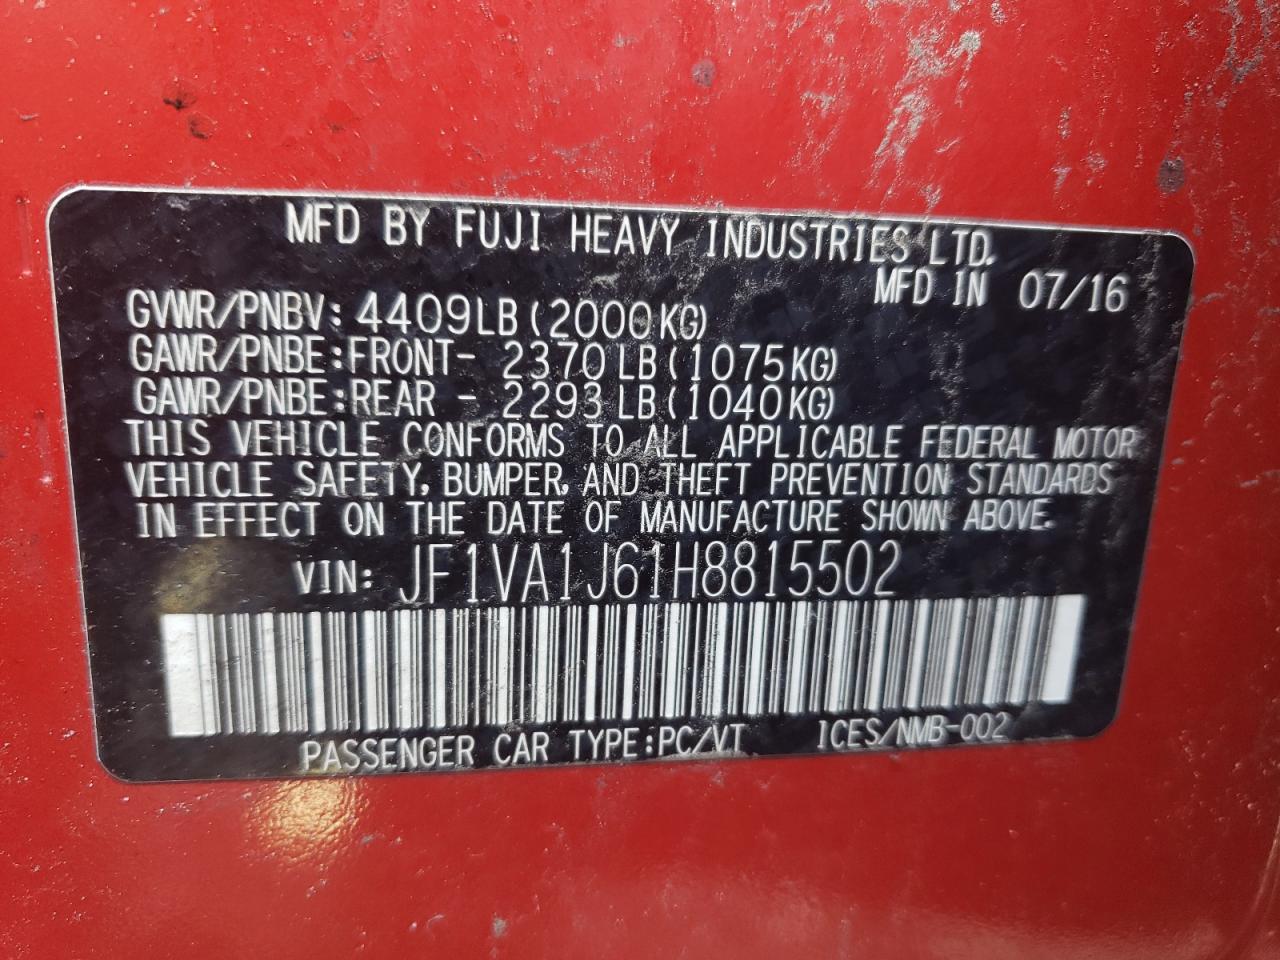 MFD BY FUJI HEAVY INDUSTRIES LTD.
MFD IN 07/16
GVWR/PNBV: 4409LB (2000KG)
GAWR/PNBE:FRONT- 2370LB (1075KG)
GAWR/PNBE:REAR - 2293LB (1040KG)
THIS VEHICLE CONFORMS TO ALL APPLICABLE FEDERAL MOTOR
VEHICLE SAFETY, BUMPER, AND THEFT PREVENTION STANDARDS
IN EFFECT ON THE DATE OF MANUFACTURE SHOWN ABOVE.
VIN: JF1VA1J61H8815502
PASSENGER CAR TYPE:PC/VT ICES/NMB-002